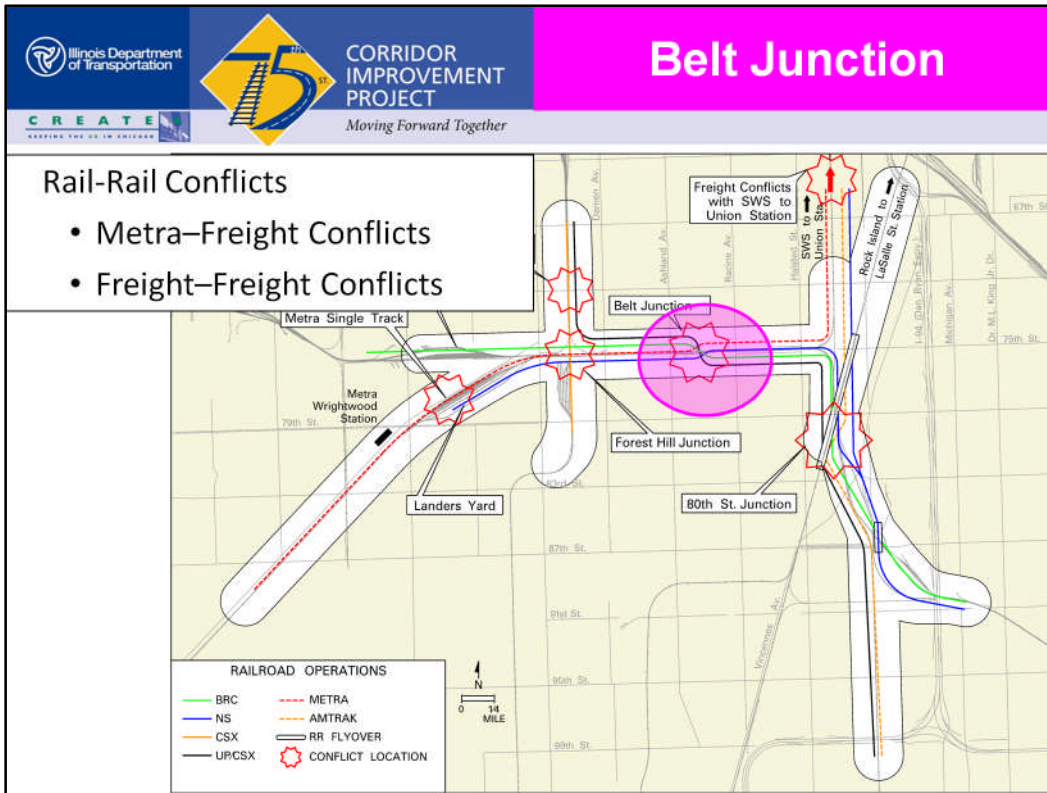 Illinois Department
of Transportation
CREATE
75th
ST.
CORRIDOR
IMPROVEMENT
PROJECT
Moving Forward Together
Belt Junction
Rail-Rail Conflicts
• Metra–Freight Conflicts
• Freight–Freight Conflicts
Freight Conflicts
with SWS to
Union Sta.
SWS to
Union Sta.
Rock Island to
LaSalle St. Station
Damen Av.
Ashland Av.
Racine Av.
Halsted St.
I-94 (Dan Ryan Expy.)
Michigan Av.
Dr. M.L. King Jr. Dr.
67th St.
75th St.
Belt Junction
Metra Single Track
Metra
Wrightwood
Station
79th St.
Forest Hill Junction
Landers Yard
83rd St.
80th St. Junction
87th St.
Vincennes Av.
91st St.
95th St.
99th St.
RAILROAD OPERATIONS
BRC
METRA
NS
AMTRAK
CSX
RR FLYOVER
UP/CSX
CONFLICT LOCATION
N
0 1/4
MILE